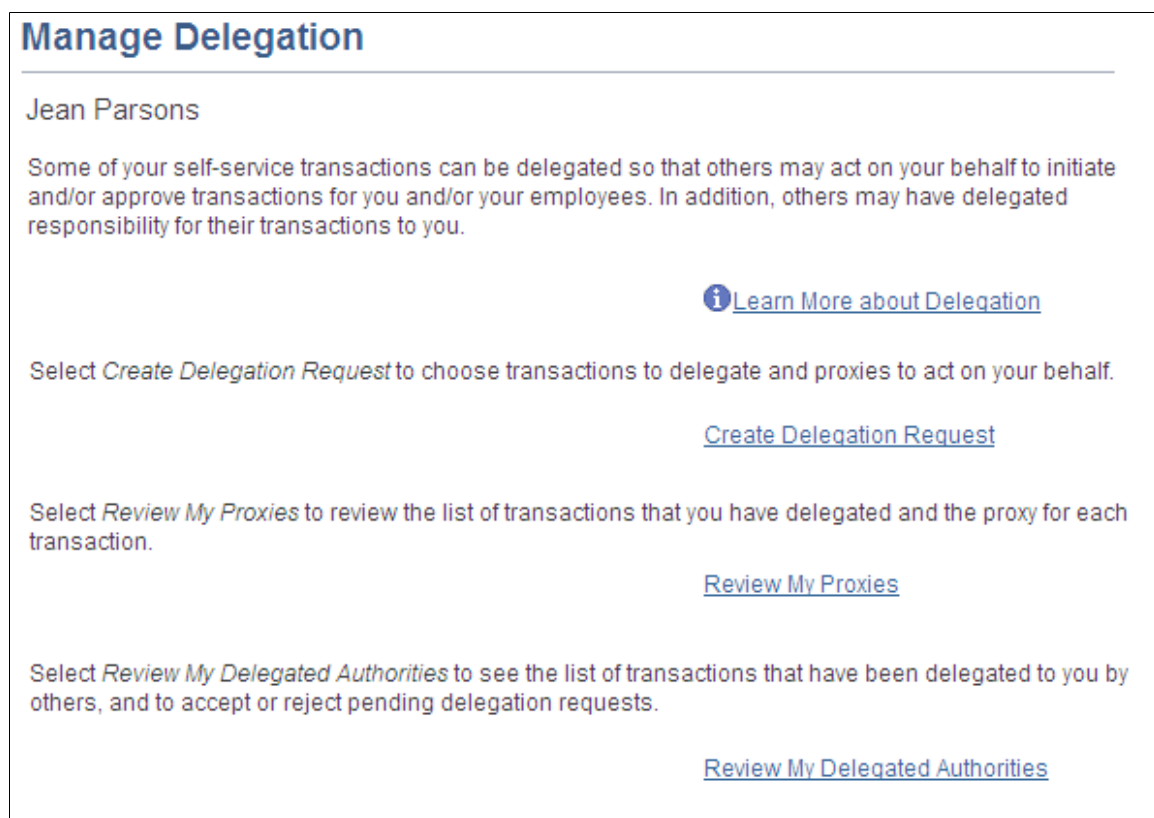 Manage Delegation
Jean Parsons
Some of your self-service transactions can be delegated so that others may act on your behalf to initiate
and/or approve transactions for you and/or your employees. In addition, others may have delegated
responsibility for their transactions to you.
Learn More about Delegation
Select Create Delegation Request to choose transactions to delegate and proxies to act on your behalf.
Create Delegation Request
Select Review My Proxies to review the list of transactions that you have delegated and the proxy for each
transaction.
Review My Proxies
Select Review My Delegated Authorities to see the list of transactions that have been delegated to you by
others, and to accept or reject pending delegation requests.
Review My Delegated Authorities